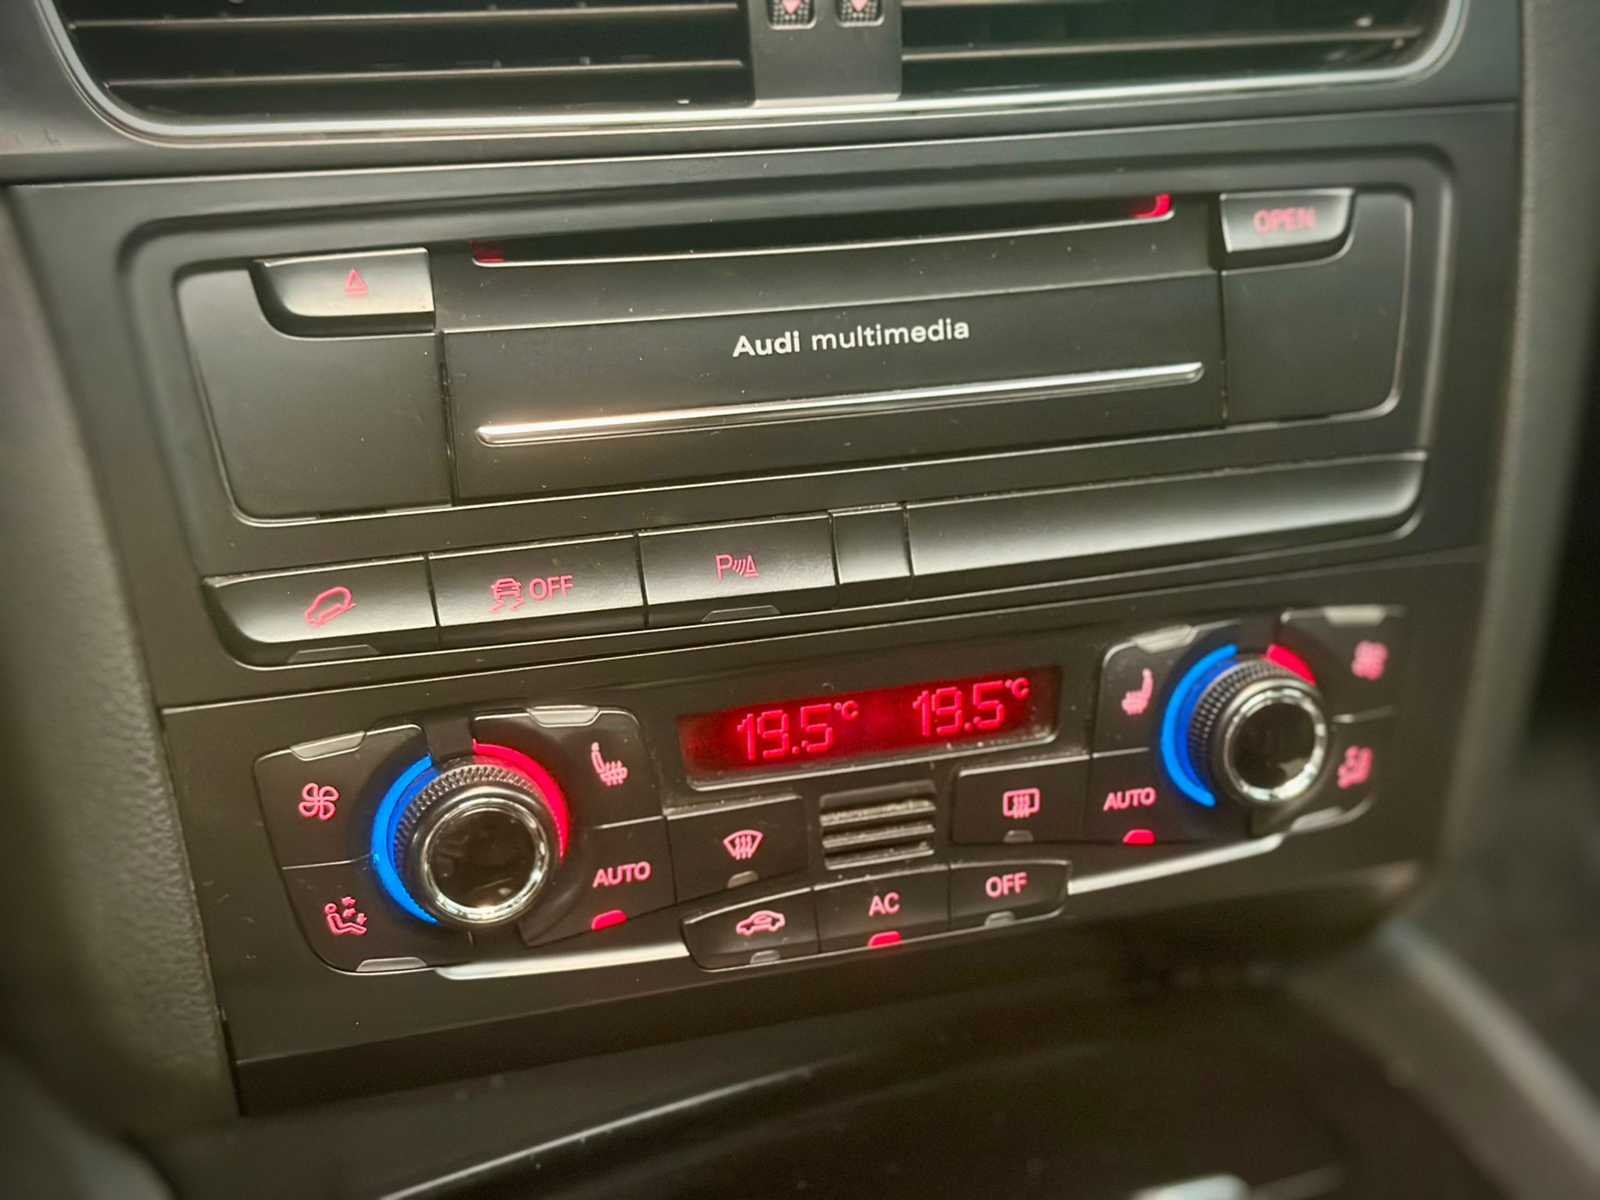 OPEN
Audi multimedia
OFF
P
19.5°C 19.5°C
AUTO
AUTO
AC
OFF